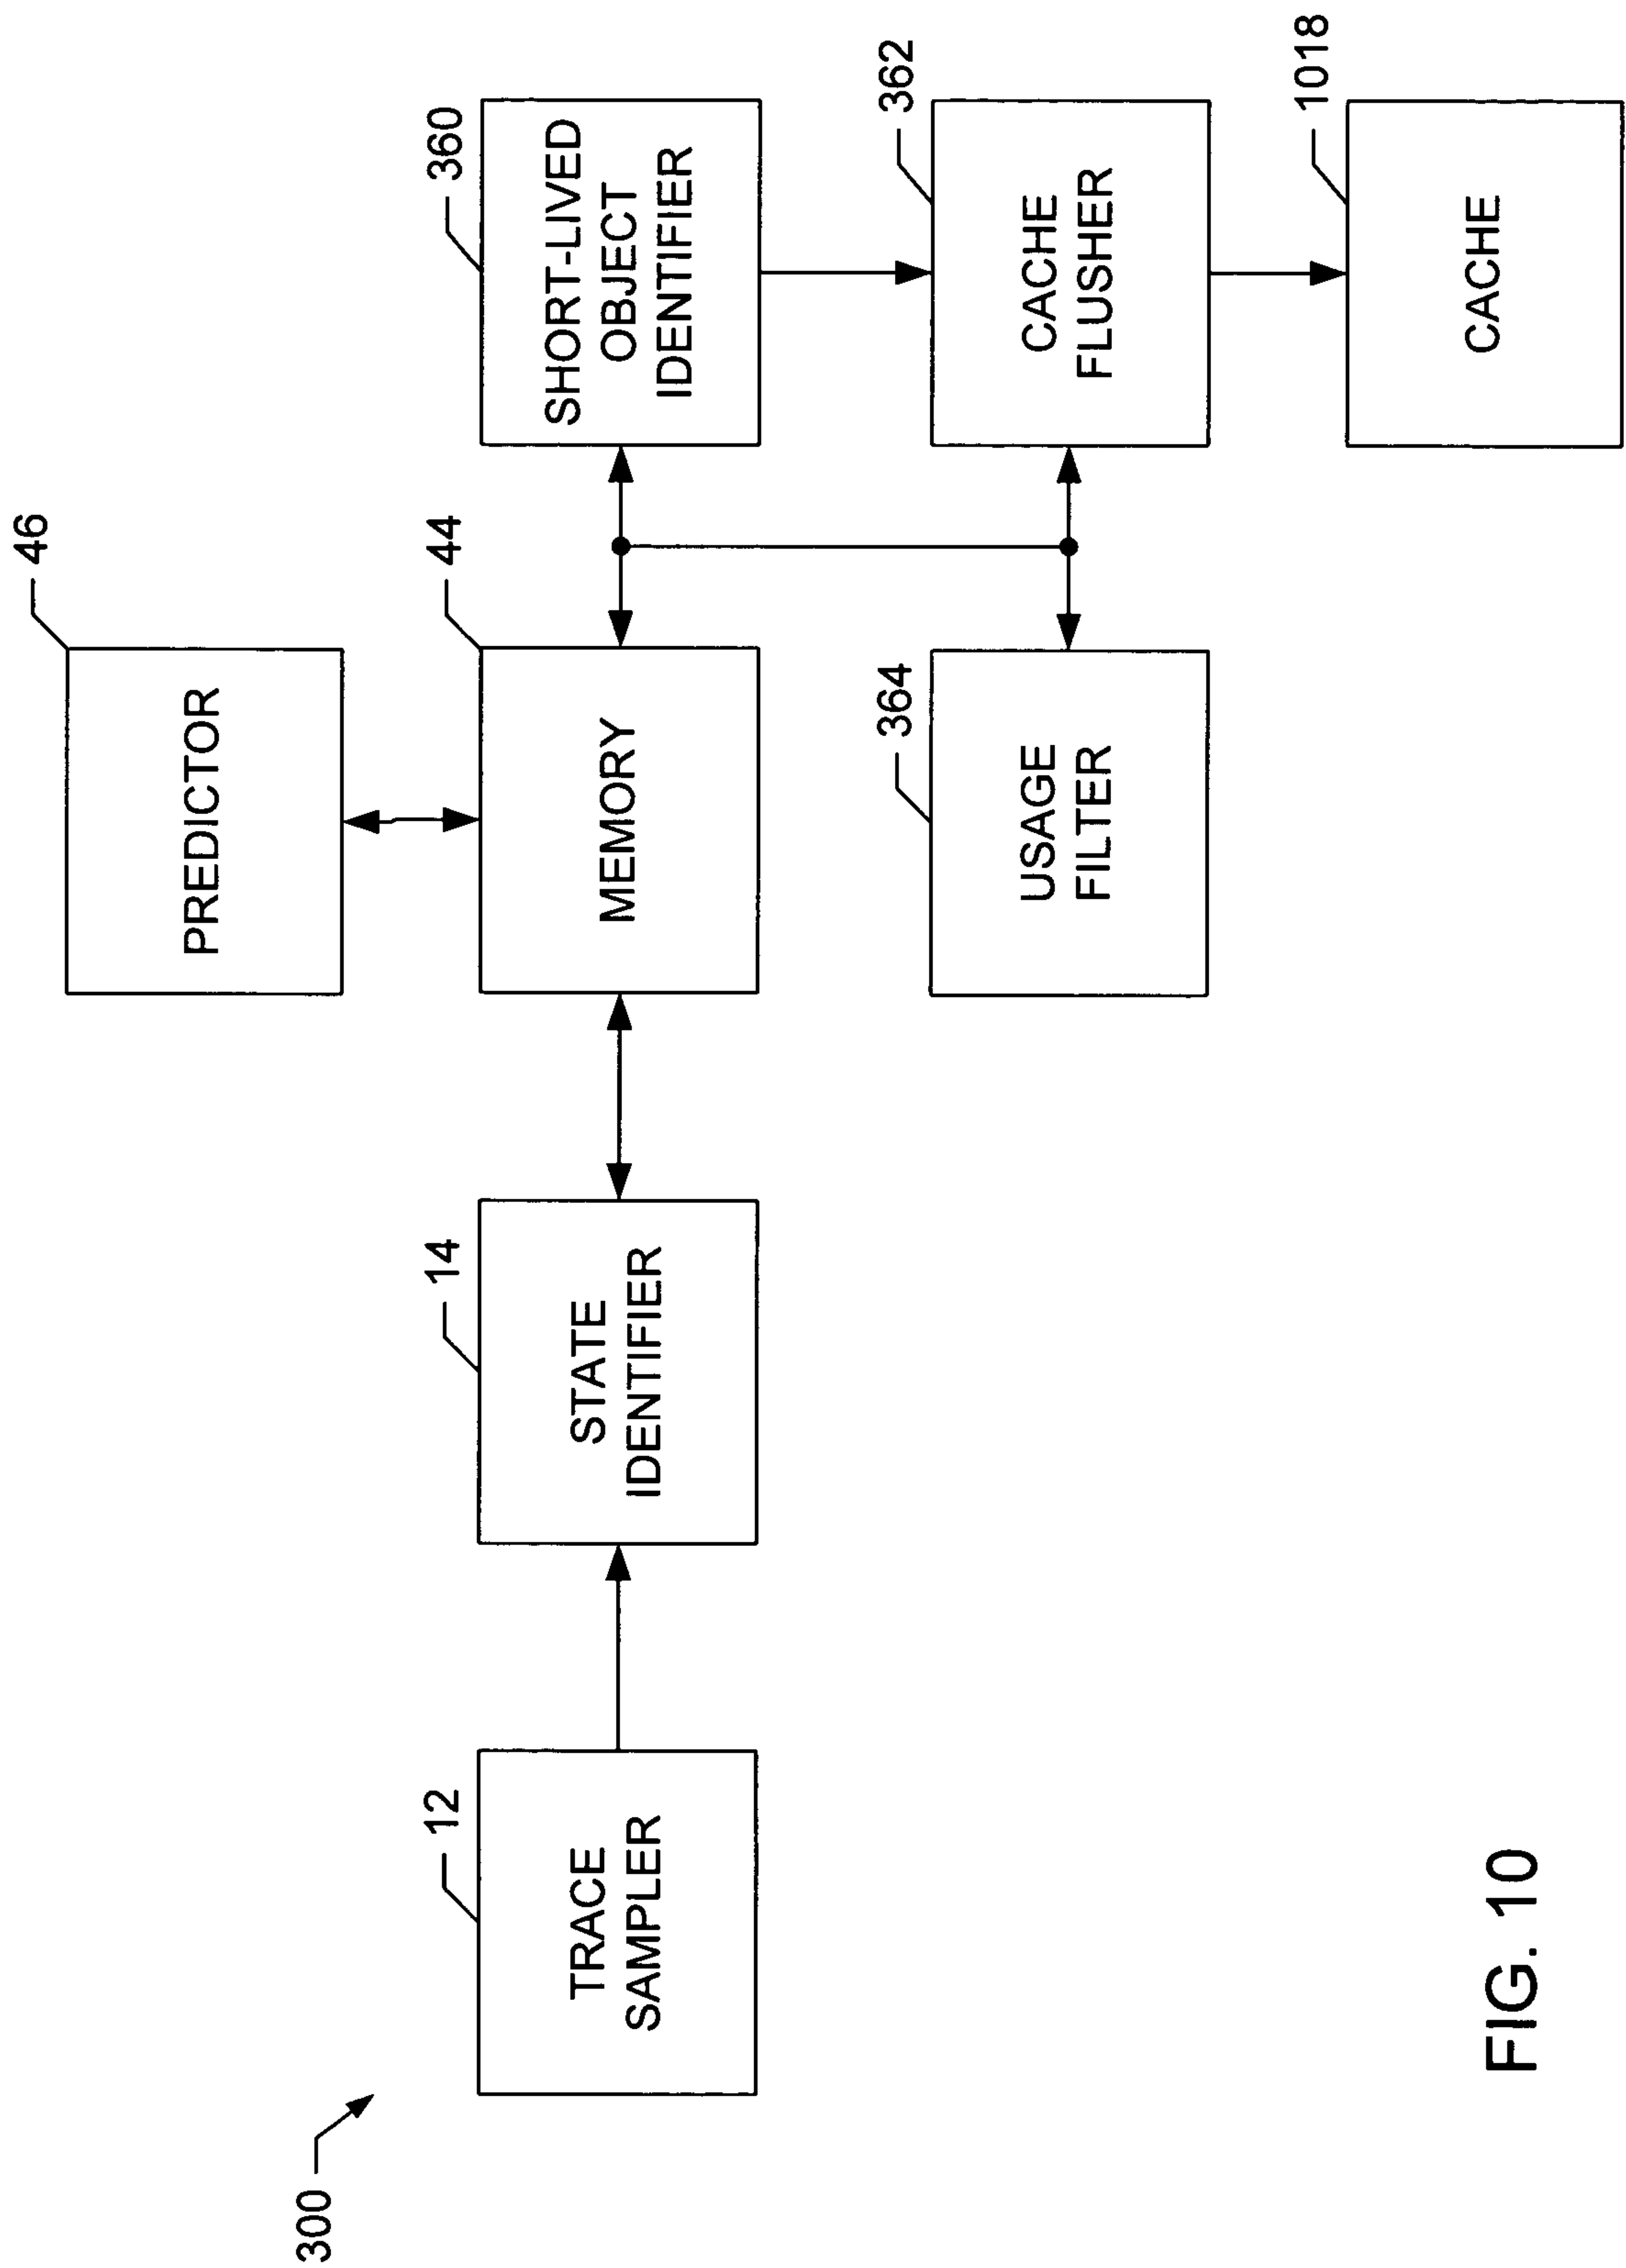 300
12
TRACE
SAMPLER
14
STATE
IDENTIFIER
46
PREDICTOR
44
MEMORY
364
USAGE
FILTER
360
SHORT-LIVED
OBJECT
IDENTIFIER
362
CACHE
FLUSHER
1018
CACHE
FIG. 10